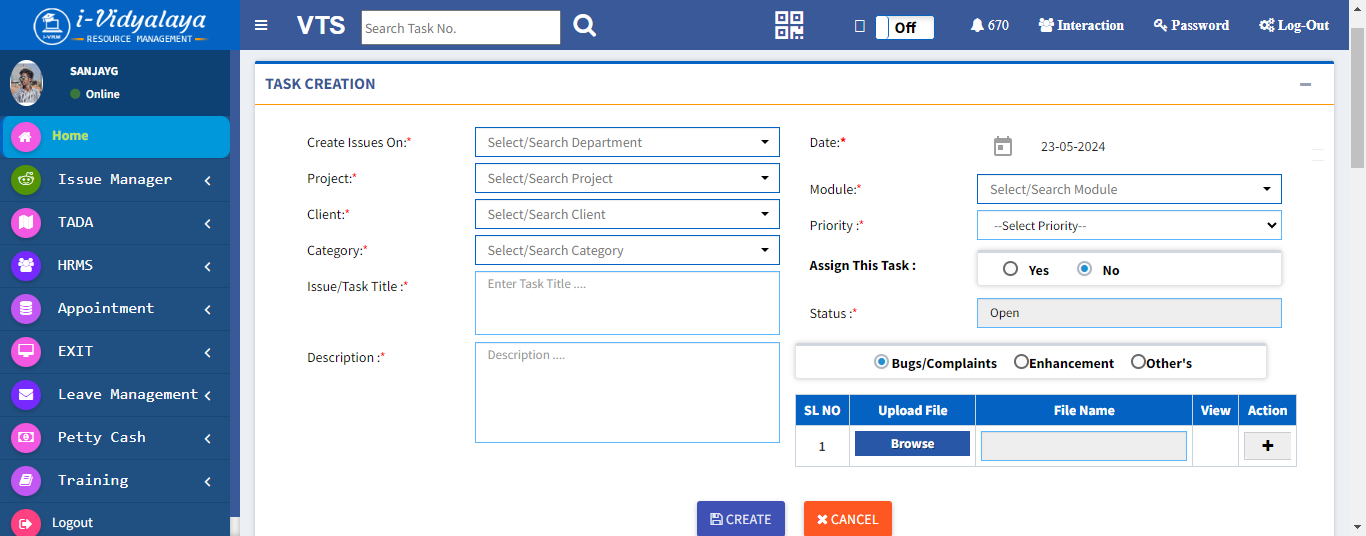 i-Vidyalaya
RESOURCE MANAGEMENT
i-VRM
VTS
Search Task No.
Off
670
Interaction
Password
Log-Out
SANJAYG
Online
Home
Issue Manager
TADA
HRMS
Appointment
EXIT
Leave Management
Petty Cash
Training
Logout
TASK CREATION
Create Issues On:* Select/Search Department
Date:* 23-05-2024
Project:* Select/Search Project
Module:* Select/Search Module
Client:* Select/Search Client
Priority :* --Select Priority--
Category:* Select/Search Category
Assign This Task : Yes No
Issue/Task Title :* Enter Task Title ....
Status :* Open
Description :* Description ....
Bugs/Complaints Enhancement Other's
SL NO Upload File File Name View Action
1 Browse
CREATE CANCEL